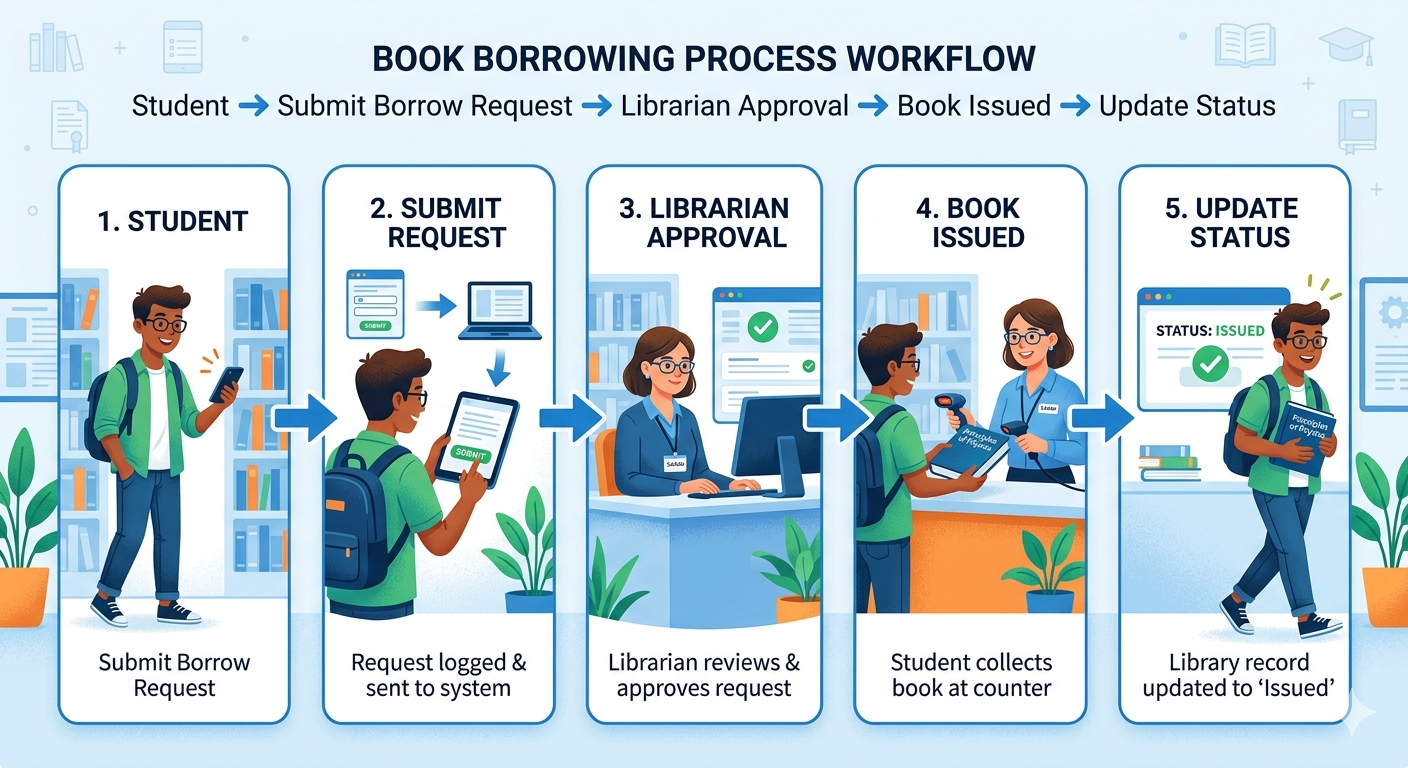 BOOK BORROWING PROCESS WORKFLOW
Student → Submit Borrow Request → Librarian Approval → Book Issued → Update Status
1. STUDENT
Submit Borrow
Request
2. SUBMIT
REQUEST
SUBMIT
SUBMIT
Request logged &
sent to system
3. LIBRARIAN
APPROVAL
Librarian reviews &
approves request
4. BOOK
ISSUED
Student collects
book at counter
5. UPDATE
STATUS
STATUS: ISSUED
Library record
updated to ‘Issued’